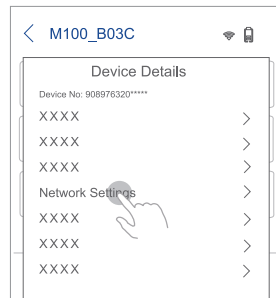 M100_B03C
Device Details
Device No: 908976320*****
XXXX
XXXX
XXXX
Network Settings
XXXX
XXXX
XXXX